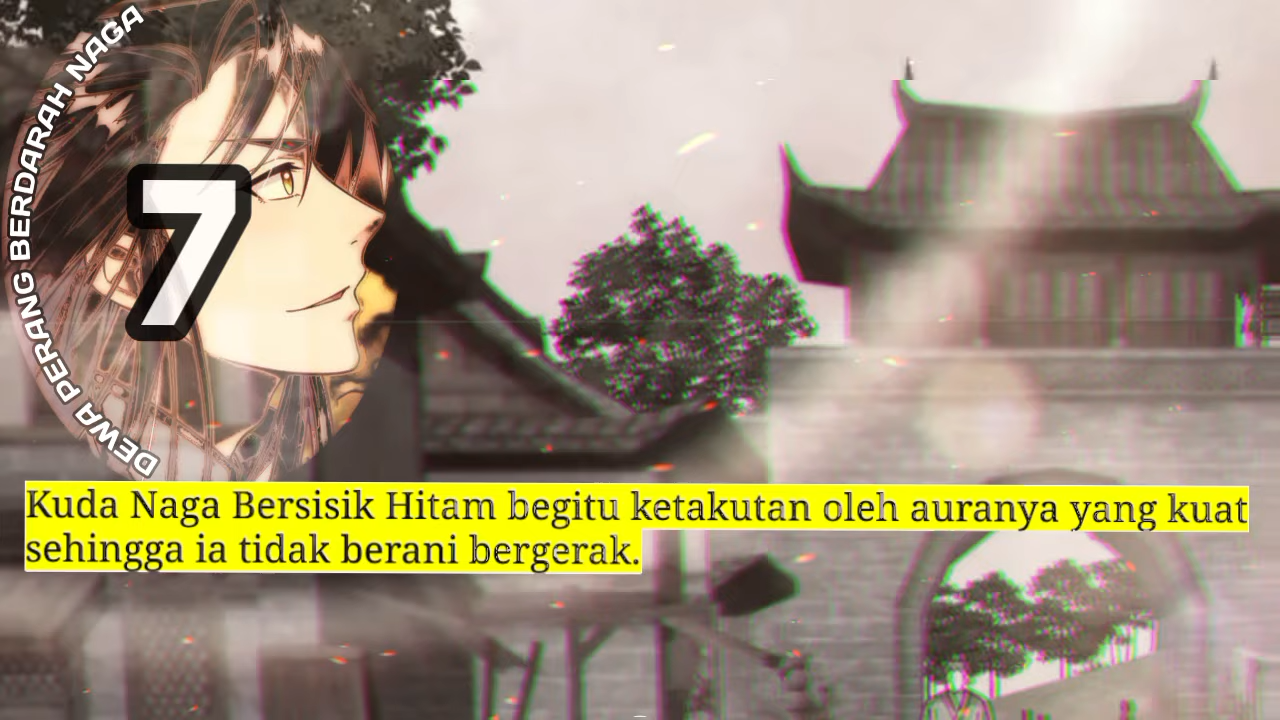 DEWA PERANG BERDARAH NAGA
7
Kuda Naga Bersisik Hitam begitu ketakutan oleh auranya yang kuat
sehingga ia tidak berani bergerak.